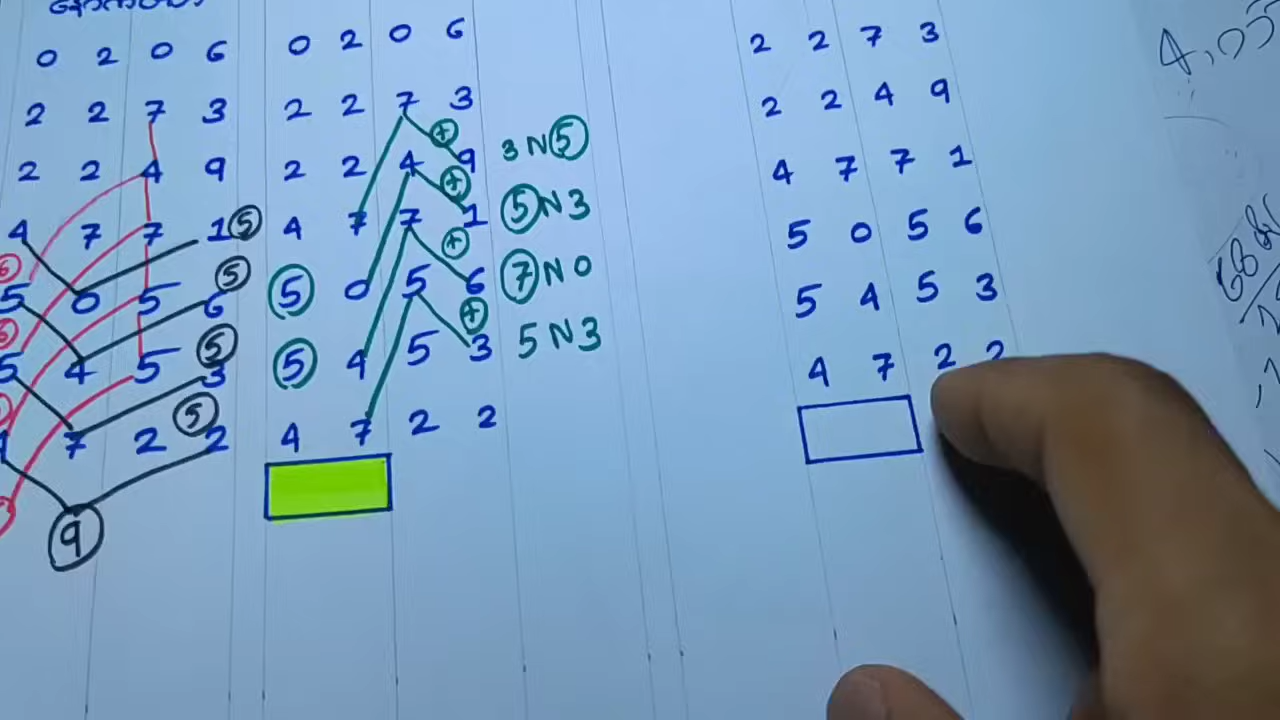 0 2 0 6
2 2 7 3
2 2 4 9
4 7 7 1 5
6
5 0 5 6 5
6
5 4 5 3 5
7 2 2 5
9
0 2 0 6
2 2 7 3
+
2 2 4 9 3 N 5
+
4 7 7 1 5 N 3
+
5 0 5 6 7 N 0
+
5 4 5 3 5 N 3
4 7 2 2
2 2 7 3
2 2 4 9
4 7 7 1
5 0 5 6
5 4 5 3
4 7 2 2